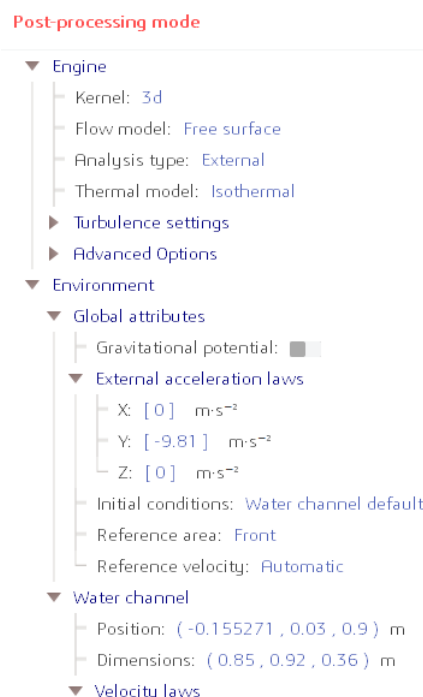 Post-processing mode
Engine
Kernel: 3d
Flow model: Free surface
Analysis type: External
Thermal model: Isothermal
Turbulence settings
Advanced Options
Environment
Global attributes
Gravitational potential:
External acceleration laws
X: [ 0 ] m·s⁻²
Y: [ -9.81 ] m·s⁻²
Z: [ 0 ] m·s⁻²
Initial conditions: Water channel default
Reference area: Front
Reference velocity: Automatic
Water channel
Position: ( -0.155271 , 0.03 , 0.9 ) m
Dimensions: ( 0.85 , 0.92 , 0.36 ) m
Velocity laws